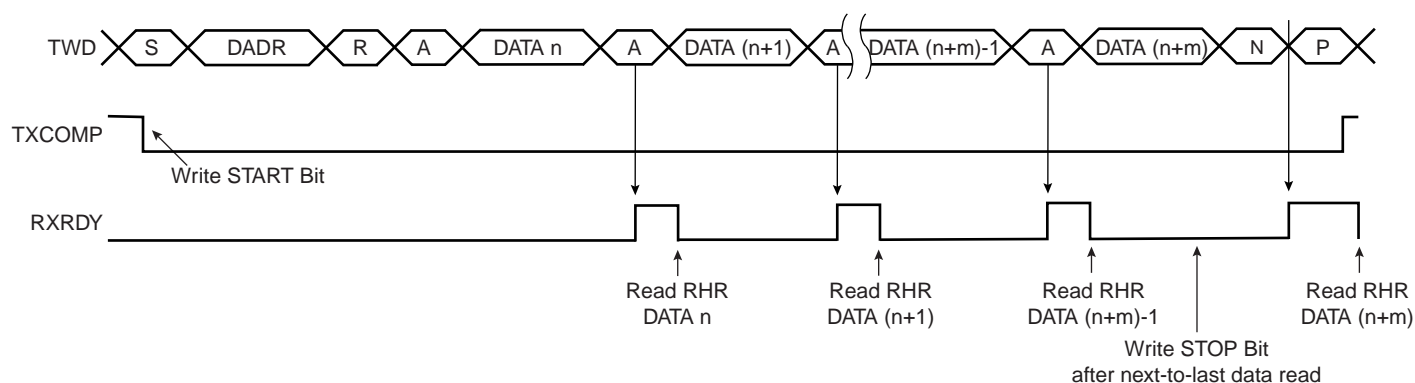 TWD S DADR R A DATA n A DATA (n+1) A DATA (n+m)-1 A DATA (n+m) N P
TXCOMP
Write START Bit
RXRDY
Read RHR
DATA n
Read RHR
DATA (n+1)
Read RHR
DATA (n+m)-1
Read RHR
DATA (n+m)
Write STOP Bit
after next-to-last data read